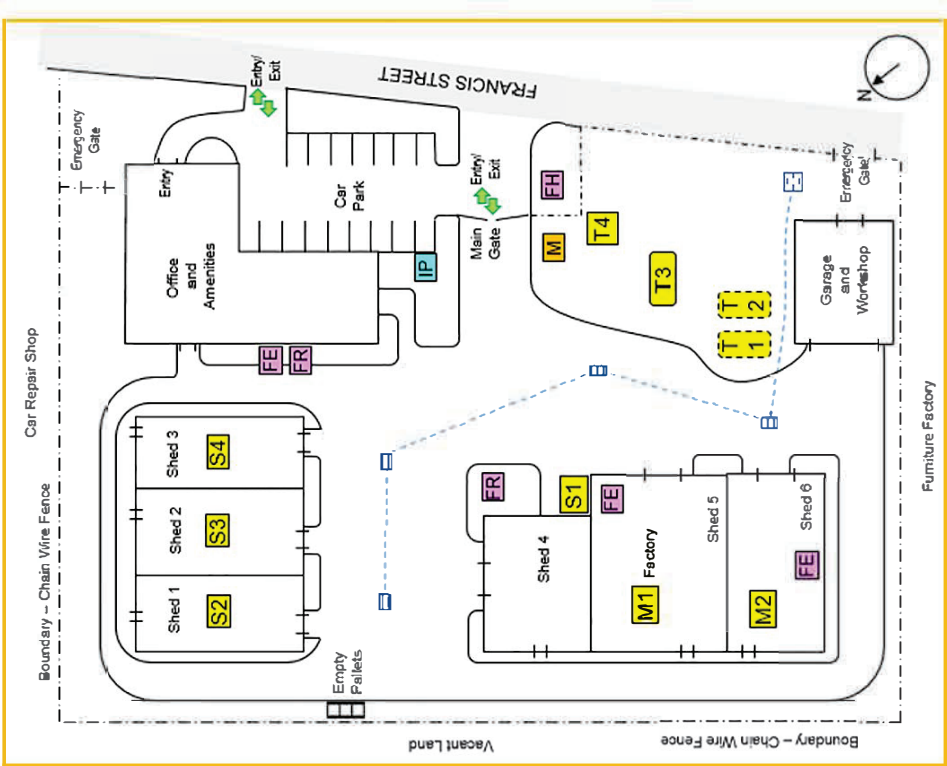 FRANCIS STREET
N
Entry/
Exit
Emergency
Gate
Entry
Car
Park
Entry/
Exit
Main
Gate
FH
M
T4
T3
T
2
T
1
Emergency
Gate
Garage
and
Workshop
Office
and
Amenities
IP
FE
FR
Car Repair Shop
Boundary – Chain Wire Fence
Shed 3
S4
Shed 2
S3
Shed 1
S2
FR
S1
FE
Shed 4
Factory
M1
Shed 5
Shed 6
FE
M2
Furniture Factory
Empty
Pallets
Vacant Land
Boundary – Chain Wire Fence